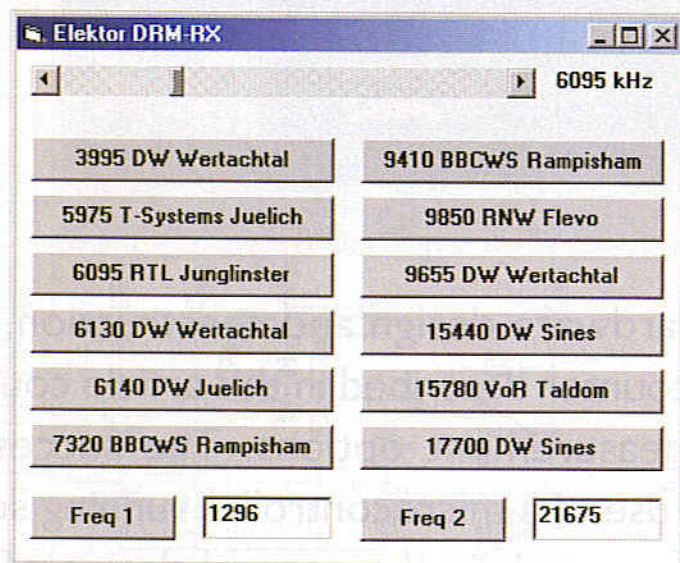 Elektor DRM-RX
6095 kHz
3995 DW Wertachtal
9410 BBCWS Rampisham
5975 T-Systems Juelich
9850 RNW Flevo
6095 RTL Junglinster
9655 DW Wertachtal
6130 DW Wertachtal
15440 DW Sines
6140 DW Juelich
15780 VoR Taldom
7320 BBCWS Rampisham
17700 DW Sines
Freq 1
1296
Freq 2
21675